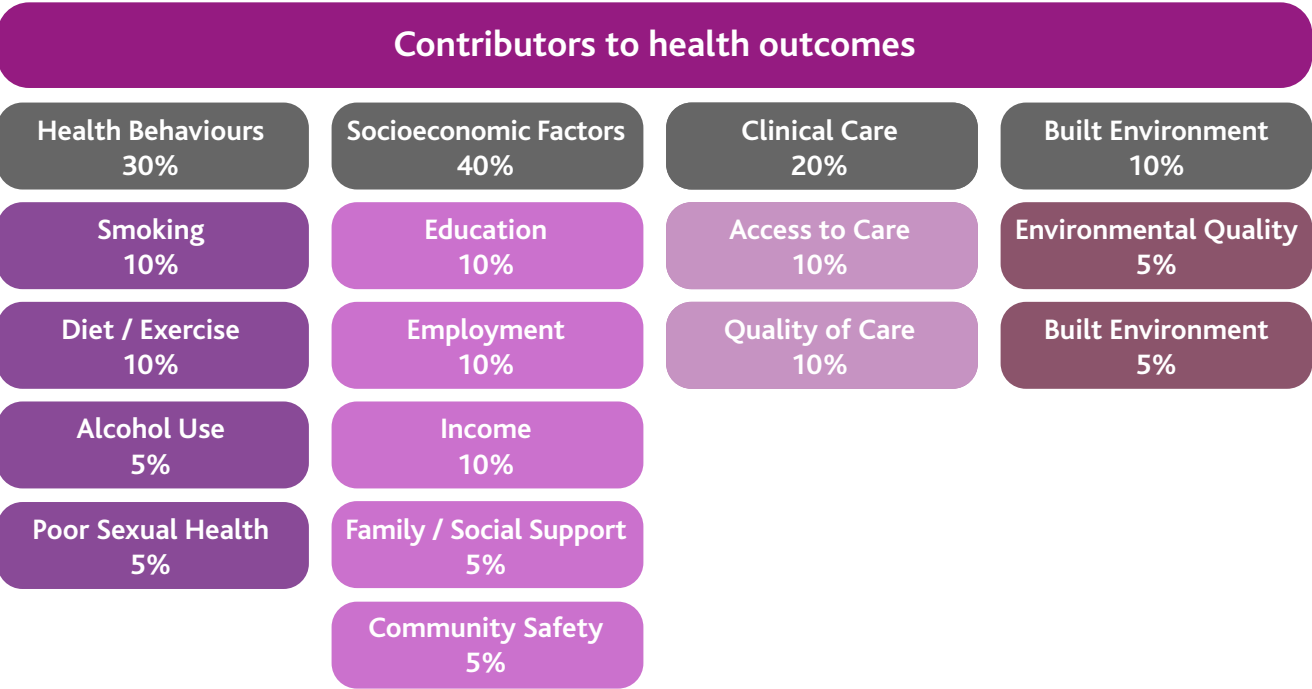 Contributors to health outcomes
Health Behaviours
30%
Smoking
10%
Diet / Exercise
10%
Alcohol Use
5%
Poor Sexual Health
5%
Socioeconomic Factors
40%
Education
10%
Employment
10%
Income
10%
Family / Social Support
5%
Community Safety
5%
Clinical Care
20%
Access to Care
10%
Quality of Care
10%
Built Environment
10%
Environmental Quality
5%
Built Environment
5%